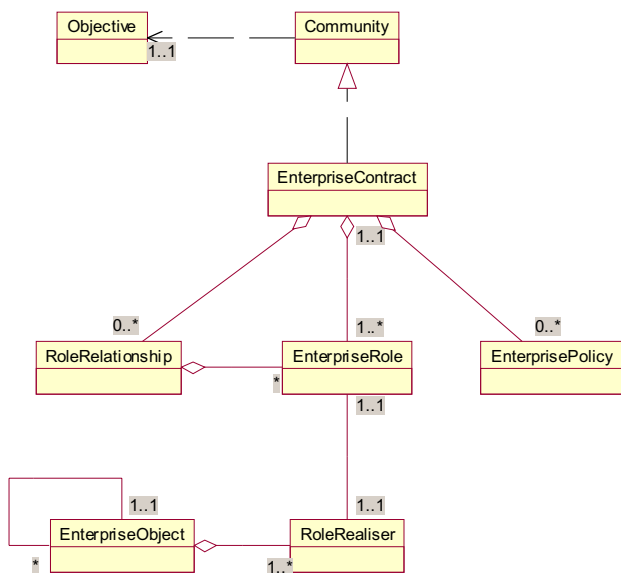 Objective
Community
1..1
EnterpriseContract
1..1
0..*
1..*
0..*
RoleRelationship
EnterpriseRole
EnterprisePolicy
*
1..1
1..1
1..1
EnterpriseObject
RoleRealiser
*
1..*